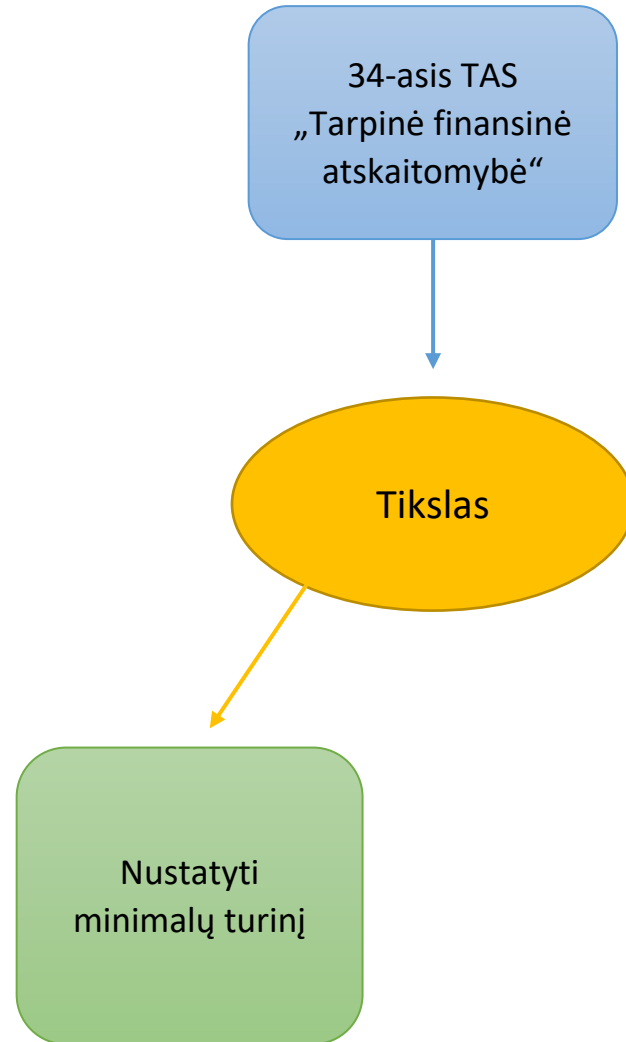 34-asis TAS
„Tarpinė finansinė
atskaitomybė“
Tikslas
Nustatyti
minimalų turinį